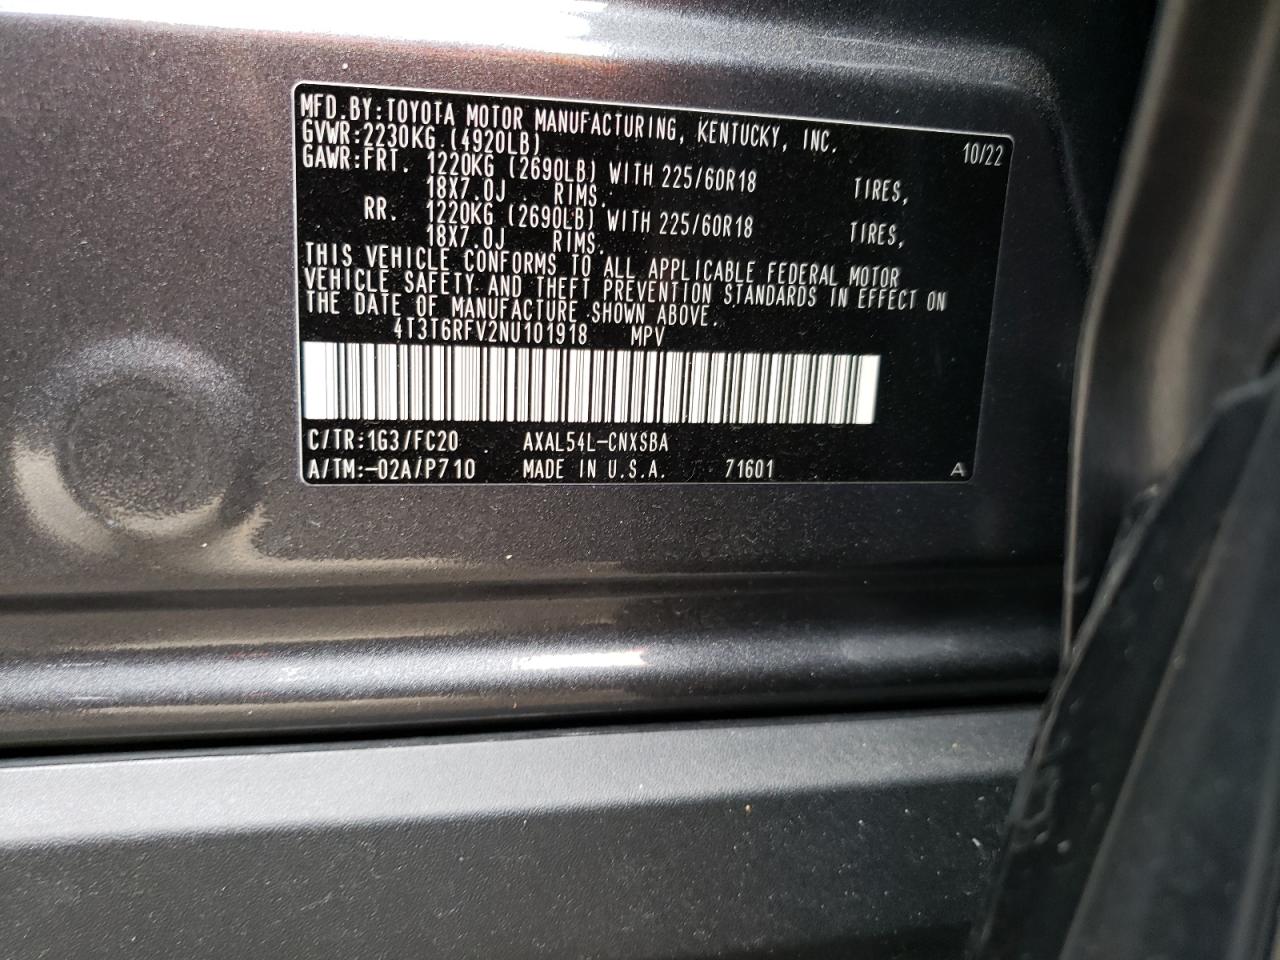 MFD.BY:TOYOTA MOTOR MANUFACTURING, KENTUCKY, INC. 10/22
GVWR:2230KG (4920LB)
GAWR:FRT. 1220KG (2690LB) WITH 225/60R18 TIRES,
18X7.0J RIMS.
RR. 1220KG (2690LB) WITH 225/60R18 TIRES,
18X7.0J RIMS.
THIS VEHICLE CONFORMS TO ALL APPLICABLE FEDERAL MOTOR
VEHICLE SAFETY AND THEFT PREVENTION STANDARDS IN EFFECT ON
THE DATE OF MANUFACTURE SHOWN ABOVE.
4T3T6RFV2NU101918 MPV
C/TR:1G3/FC20 AXAL54L-CNXSBA
A/TM:-02A/P710 MADE IN U.S.A. 71601 A